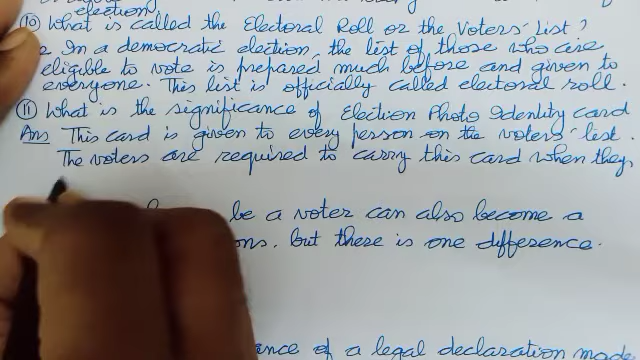 election
(10) What is called the Electoral Roll or the Voters' List?
In a democratic election, the list of those who are
eligible to vote is prepared much before and given to
everyone. This list is officially called electoral roll.
(11) What is the significance of Election Photo Identity card
Ans This card is given to every person on the voters' list.
The voters are required to carry this card when they
be a voter can also become a
ons, but there is one difference.
ance of a legal declaration made